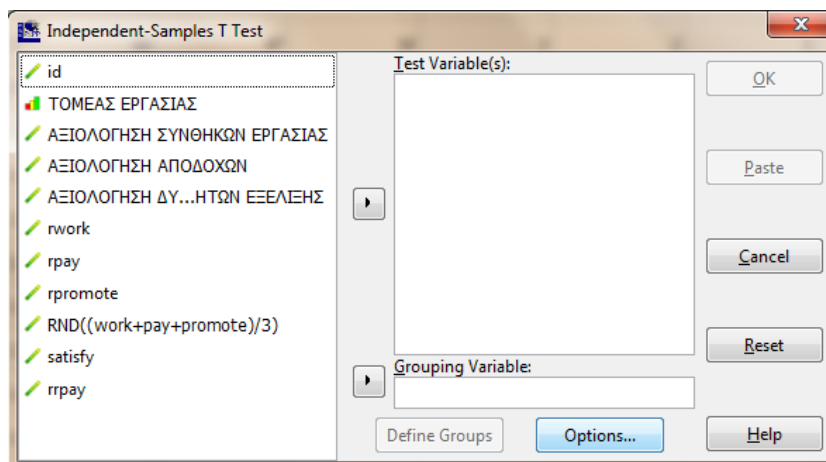 Independent-Samples T Test
id
ΤΟΜΕΑΣ ΕΡΓΑΣΙΑΣ
ΑΞΙΟΛΟΓΗΣΗ ΣΥΝΘΗΚΩΝ ΕΡΓΑΣΙΑΣ
ΑΞΙΟΛΟΓΗΣΗ ΑΠΟΔΟΧΩΝ
ΑΞΙΟΛΟΓΗΣΗ ΔΥ...ΗΤΩΝ ΕΞΕΛΙΞΗΣ
rwork
rpay
rpromote
RND((work+pay+promote)/3)
satisfy
rrpay
Test Variable(s):
Grouping Variable:
Define Groups
Options...
OK
Paste
Cancel
Reset
Help